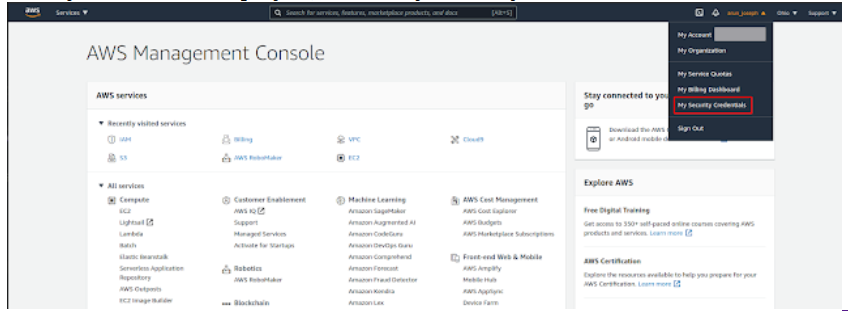 aws Services ▼ Search for services, features, marketplace products, and docs [Alt+S] Ohio ▼ Support ▼
My Account
My Organization
My Service Quotas
My Billing Dashboard
My Security Credentials
Sign Out
AWS Management Console
AWS services
▼ Recently visited services
IAM Billing VPC Cloud9
S3 AWS RoboMaker EC2
▼ All services
Compute
EC2
Lightsail
Lambda
Batch
Elastic Beanstalk
Serverless Application
Repository
AWS Outposts
EC2 Image Builder
Customer Enablement
AWS IQ
Support
Managed Services
Activate for Startups
Robotics
AWS RoboMaker
Blockchain
Machine Learning
Amazon SageMaker
Amazon Augmented AI
Amazon CodeGuru
Amazon DevOps Guru
Amazon Comprehend
Amazon Forecast
Amazon Fraud Detector
Amazon Kendra
Amazon Lex
AWS Cost Management
AWS Cost Explorer
AWS Budgets
AWS Marketplace Subscriptions
Front-end Web & Mobile
AWS Amplify
Mobile Hub
AWS AppSync
Device Farm
Stay connected to you
go
Download the AWS
or Android mobile d
Explore AWS
Free Digital Training
Get access to 350+ self-paced online courses covering AWS
products and services. Learn more
AWS Certification
Explore the resources available to help you prepare for your
AWS Certification. Learn more